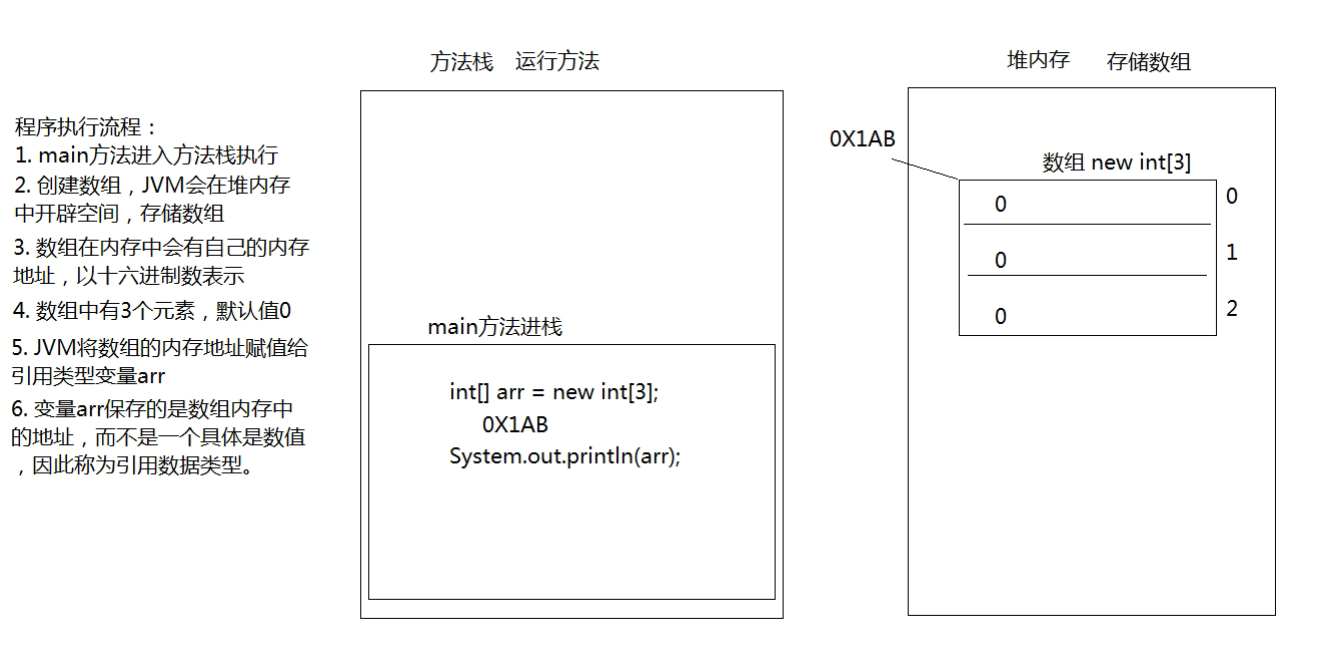 方法栈 运行方法
堆内存 存储数组
程序执行流程：
1. main方法进入方法栈执行
2. 创建数组，JVM会在堆内存
中开辟空间，存储数组
3. 数组在内存中会有自己的内存
地址，以十六进制数表示
4. 数组中有3个元素，默认值0
5. JVM将数组的内存地址赋值给
引用类型变量arr
6. 变量arr保存的是数组内存中
的地址，而不是一个具体是数值
，因此称为引用数据类型。
main方法进栈
int[] arr = new int[3];
0X1AB
System.out.println(arr);
0X1AB
数组 new int[3]
0 0
0 1
0 2